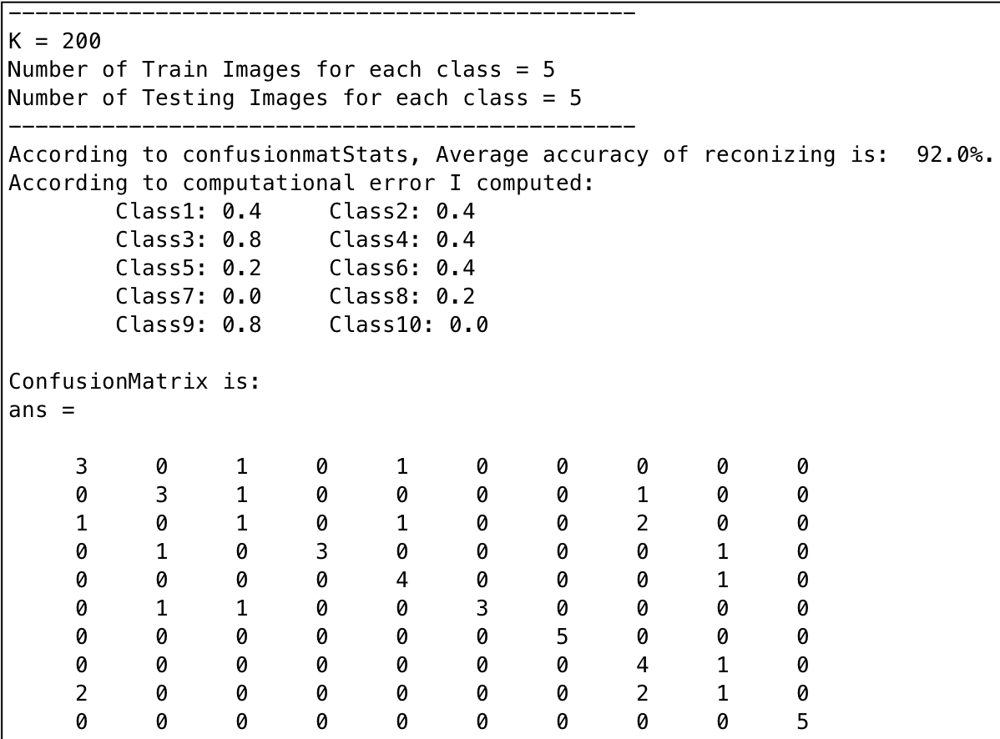 -----------------------------------------------
K = 200
Number of Train Images for each class = 5
Number of Testing Images for each class = 5
-----------------------------------------------
According to confusionmatStats, Average accuracy of reconizing is:  92.0%.
According to computational error I computed:
        Class1: 0.4     Class2: 0.4
        Class3: 0.8     Class4: 0.4
        Class5: 0.2     Class6: 0.4
        Class7: 0.0     Class8: 0.2
        Class9: 0.8     Class10: 0.0
ConfusionMatrix is:
ans =
     3     0     1     0     1     0     0     0     0     0
     0     3     1     0     0     0     0     1     0     0
     1     0     1     0     1     0     0     2     0     0
     0     1     0     3     0     0     0     0     1     0
     0     0     0     0     4     0     0     0     1     0
     0     1     1     0     0     3     0     0     0     0
     0     0     0     0     0     0     5     0     0     0
     0     0     0     0     0     0     0     4     1     0
     2     0     0     0     0     0     0     2     1     0
     0     0     0     0     0     0     0     0     0     5